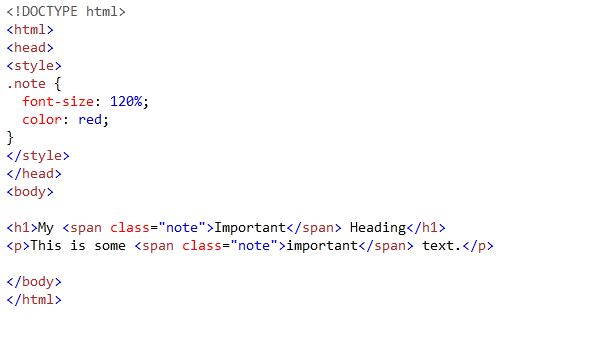 <!DOCTYPE html>
<html>
<head>
<style>
.note {
  font-size: 120%;
  color: red;
}
</style>
</head>
<body>

<h1>My <span class="note">Important</span> Heading</h1>
<p>This is some <span class="note">important</span> text.</p>

</body>
</html>